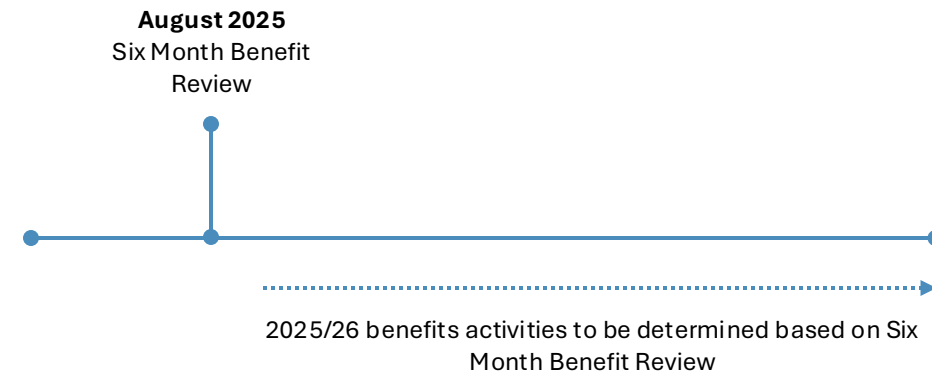 August 2025
Six Month Benefit
Review
2025/26 benefits activities to be determined based on Six
Month Benefit Review